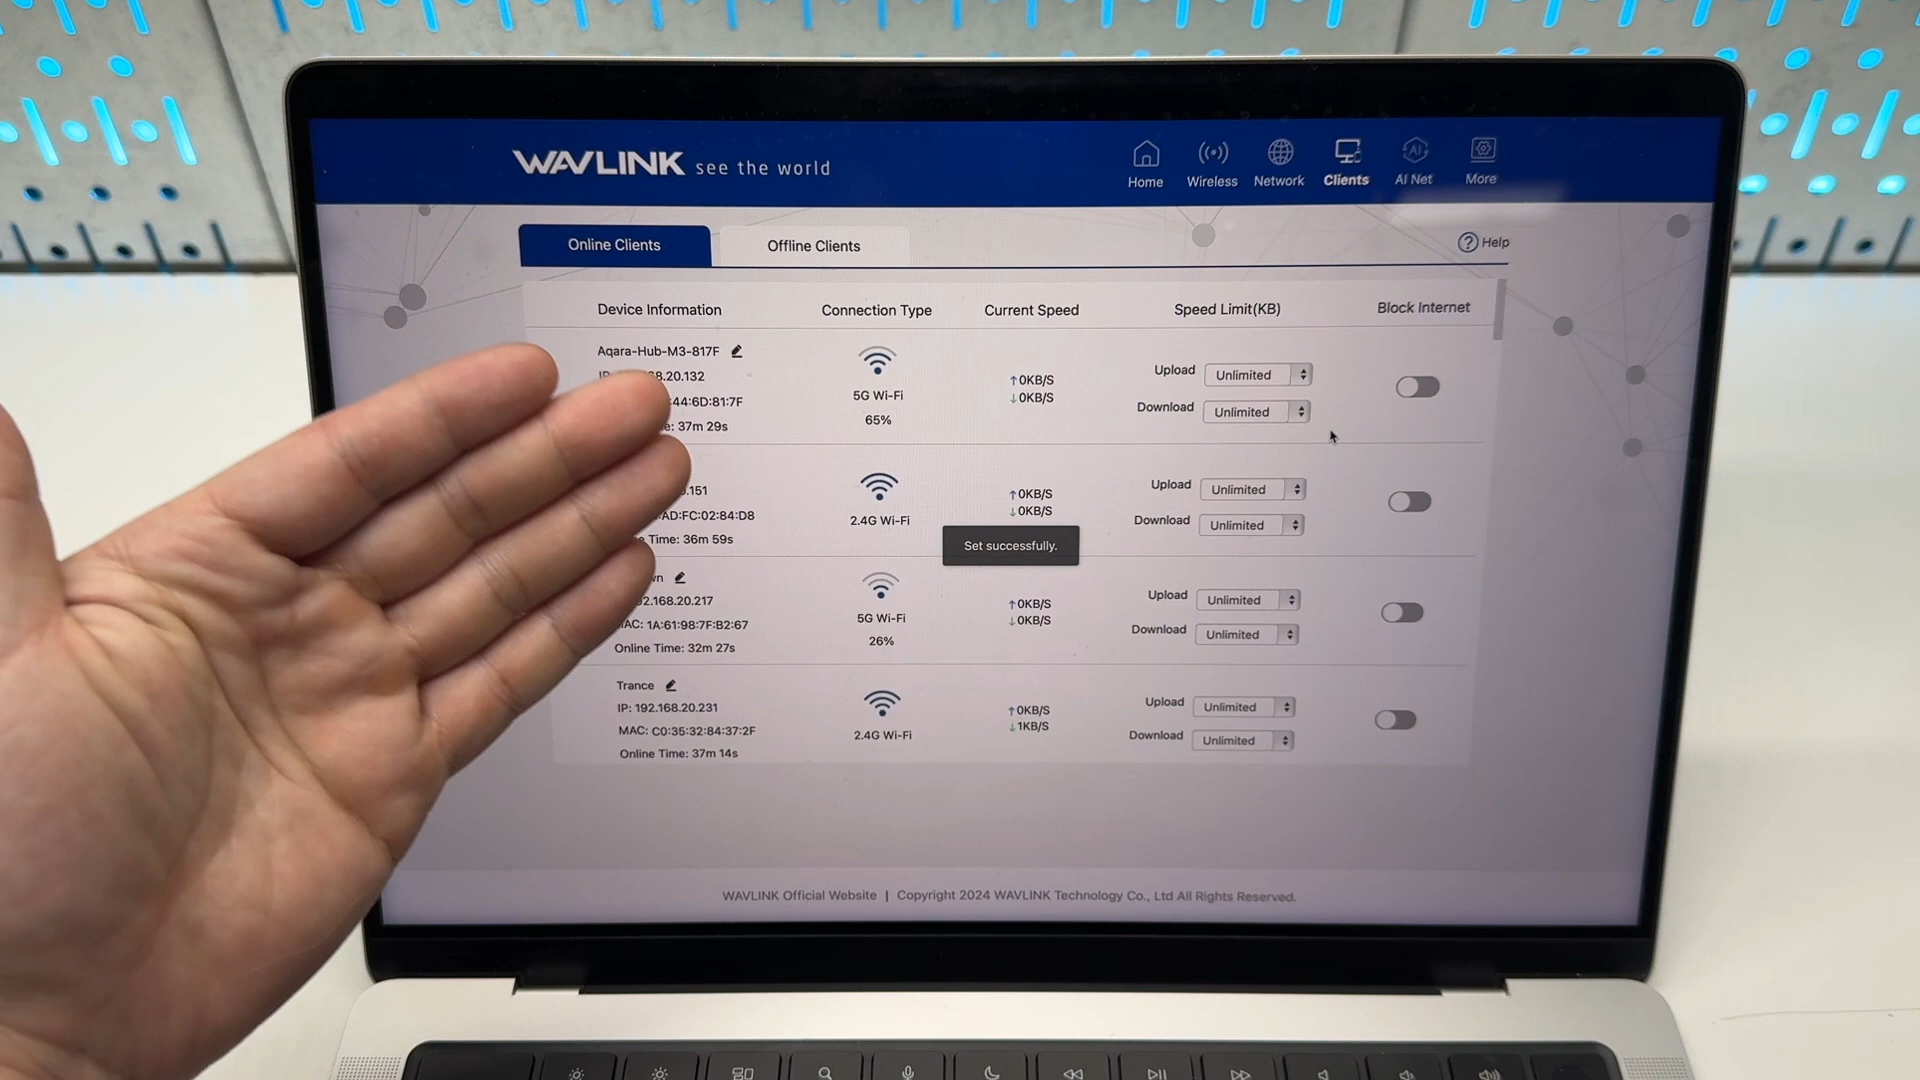 WAVLINK see the world
Home Wireless Network Clients AI Net More
Online Clients Offline Clients Help
Device Information Connection Type Current Speed Speed Limit(KB) Block Internet
Aqara-Hub-M3-817F
8.20.132
44:6D:81:7F
e: 37m 29s
5G Wi-Fi
65%
↑0KB/S
↓0KB/S
Upload Unlimited
Download Unlimited
.151
AD:FC:02:84:D8
Time: 36m 59s
2.4G Wi-Fi
↑0KB/S
↓0KB/S
Upload Unlimited
Download Unlimited
Set successfully.
wn
2.168.20.217
MAC: 1A:61:98:7F:B2:67
Online Time: 32m 27s
5G Wi-Fi
26%
↑0KB/S
↓0KB/S
Upload Unlimited
Download Unlimited
Trance
IP: 192.168.20.231
MAC: C0:35:32:84:37:2F
Online Time: 37m 14s
2.4G Wi-Fi
↑0KB/S
↓1KB/S
Upload Unlimited
Download Unlimited
WAVLINK Official Website | Copyright 2024 WAVLINK Technology Co., Ltd All Rights Reserved.